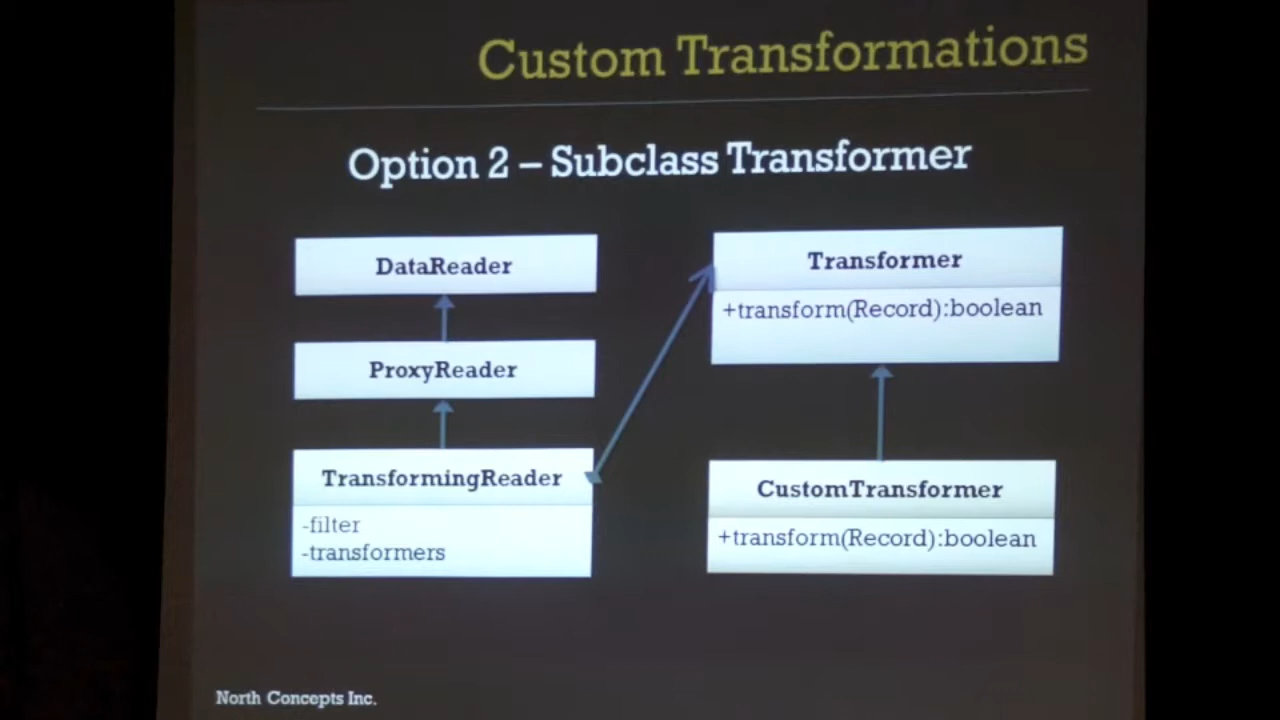 Custom Transformations
Option 2 – Subclass Transformer
DataReader
ProxyReader
TransformingReader
-filter
-transformers
Transformer
+transform(Record):boolean
CustomTransformer
+transform(Record):boolean
North Concepts Inc.